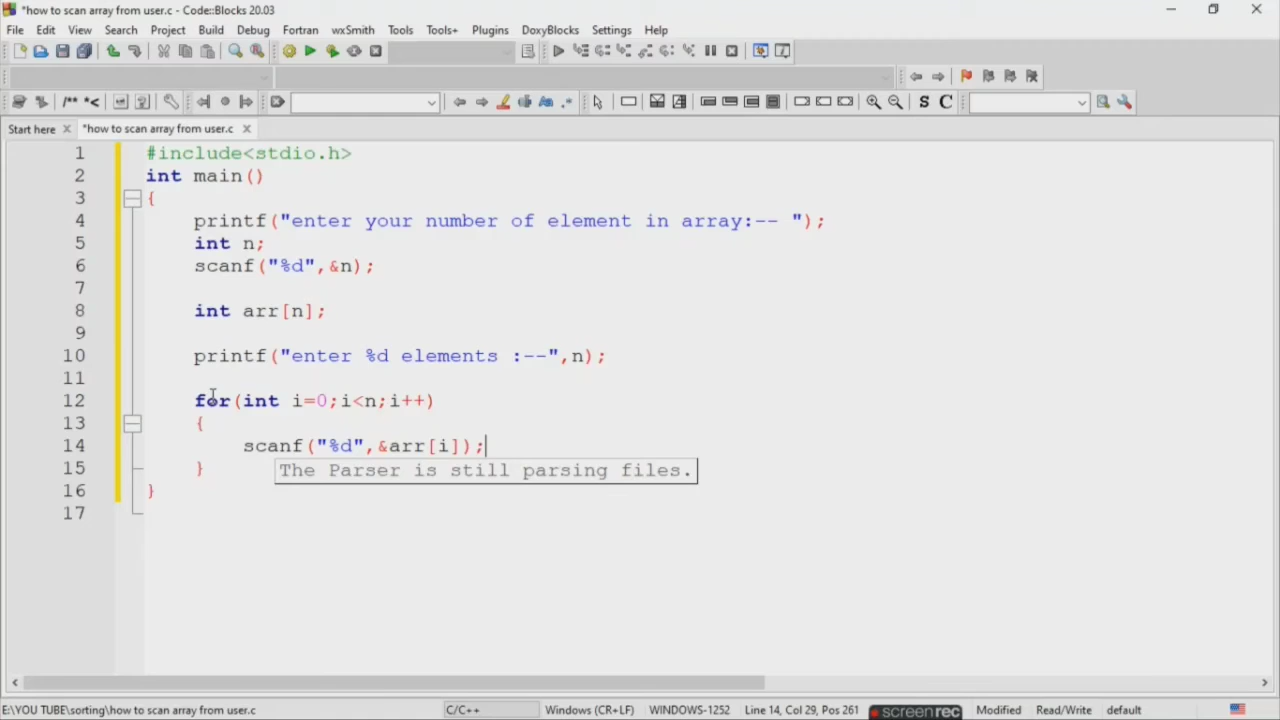 *how to scan array from user.c - Code::Blocks 20.03
File Edit View Search Project Build Debug Fortran wxSmith Tools Tools+ Plugins DoxyBlocks Settings Help
/** *<
S C
Start here *how to scan array from user.c
1 #include<stdio.h>
2 int main()
3 {
4 printf("enter your number of element in array:-- ");
5 int n;
6 scanf("%d",&n);
7
8 int arr[n];
9
10 printf("enter %d elements :--",n);
11
12 for(int i=0;i<n;i++)
13 {
14 scanf("%d",&arr[i]);
15 }
The Parser is still parsing files.
16 }
17
E:\YOU TUBE\sorting\how to scan array from user.c C/C++ Windows (CR+LF) WINDOWS-1252 Line 14, Col 29, Pos 261 screenrec Modified Read/Write default